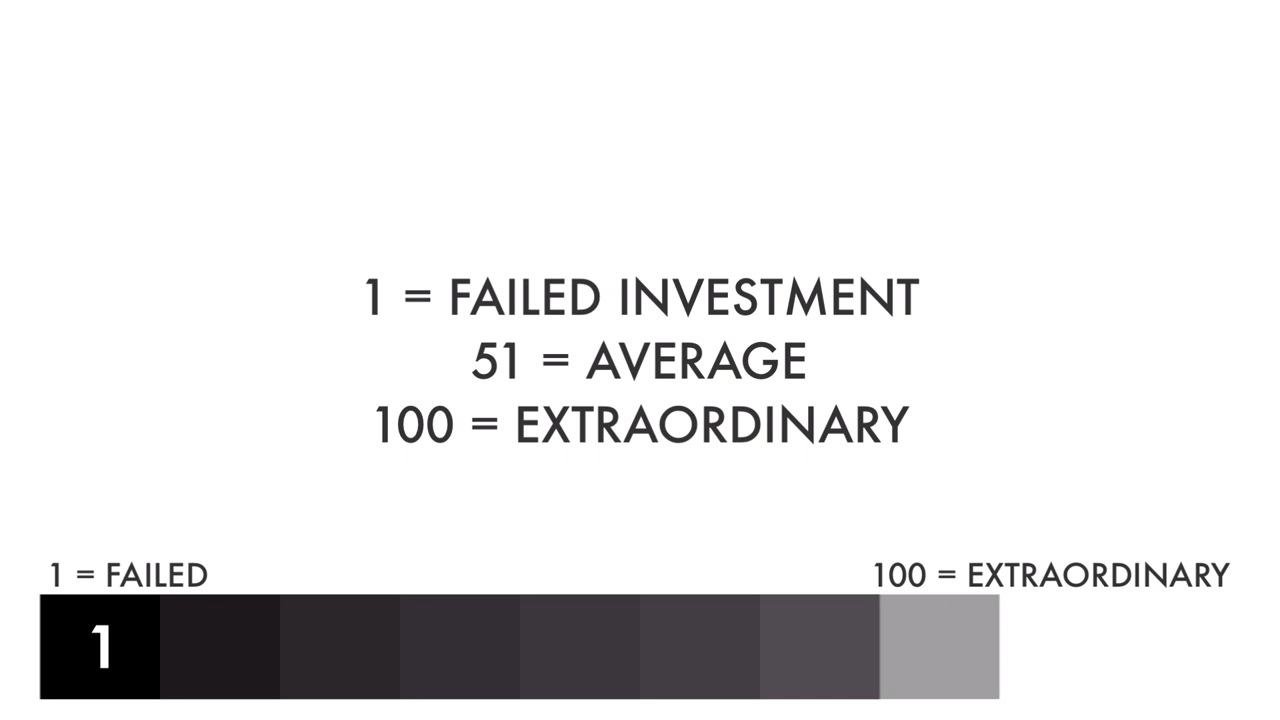 1 = FAILED INVESTMENT
51 = AVERAGE
100 = EXTRAORDINARY
1 = FAILED
100 = EXTRAORDINARY
1